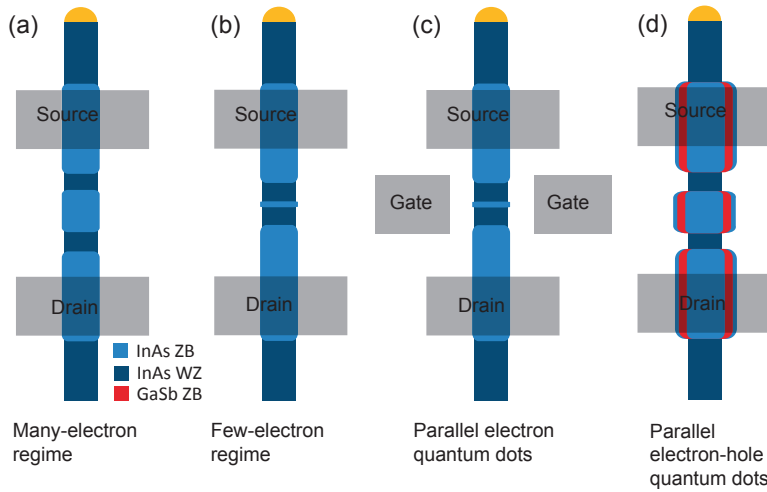 (a)
(b)
(c)
(d)
Source
Source
Source
Source
Gate
Gate
Drain
Drain
Drain
Drain
InAs ZB
InAs WZ
GaSb ZB
Many-electron
regime
Few-electron
regime
Parallel electron
quantum dots
Parallel
electron-hole
quantum dots